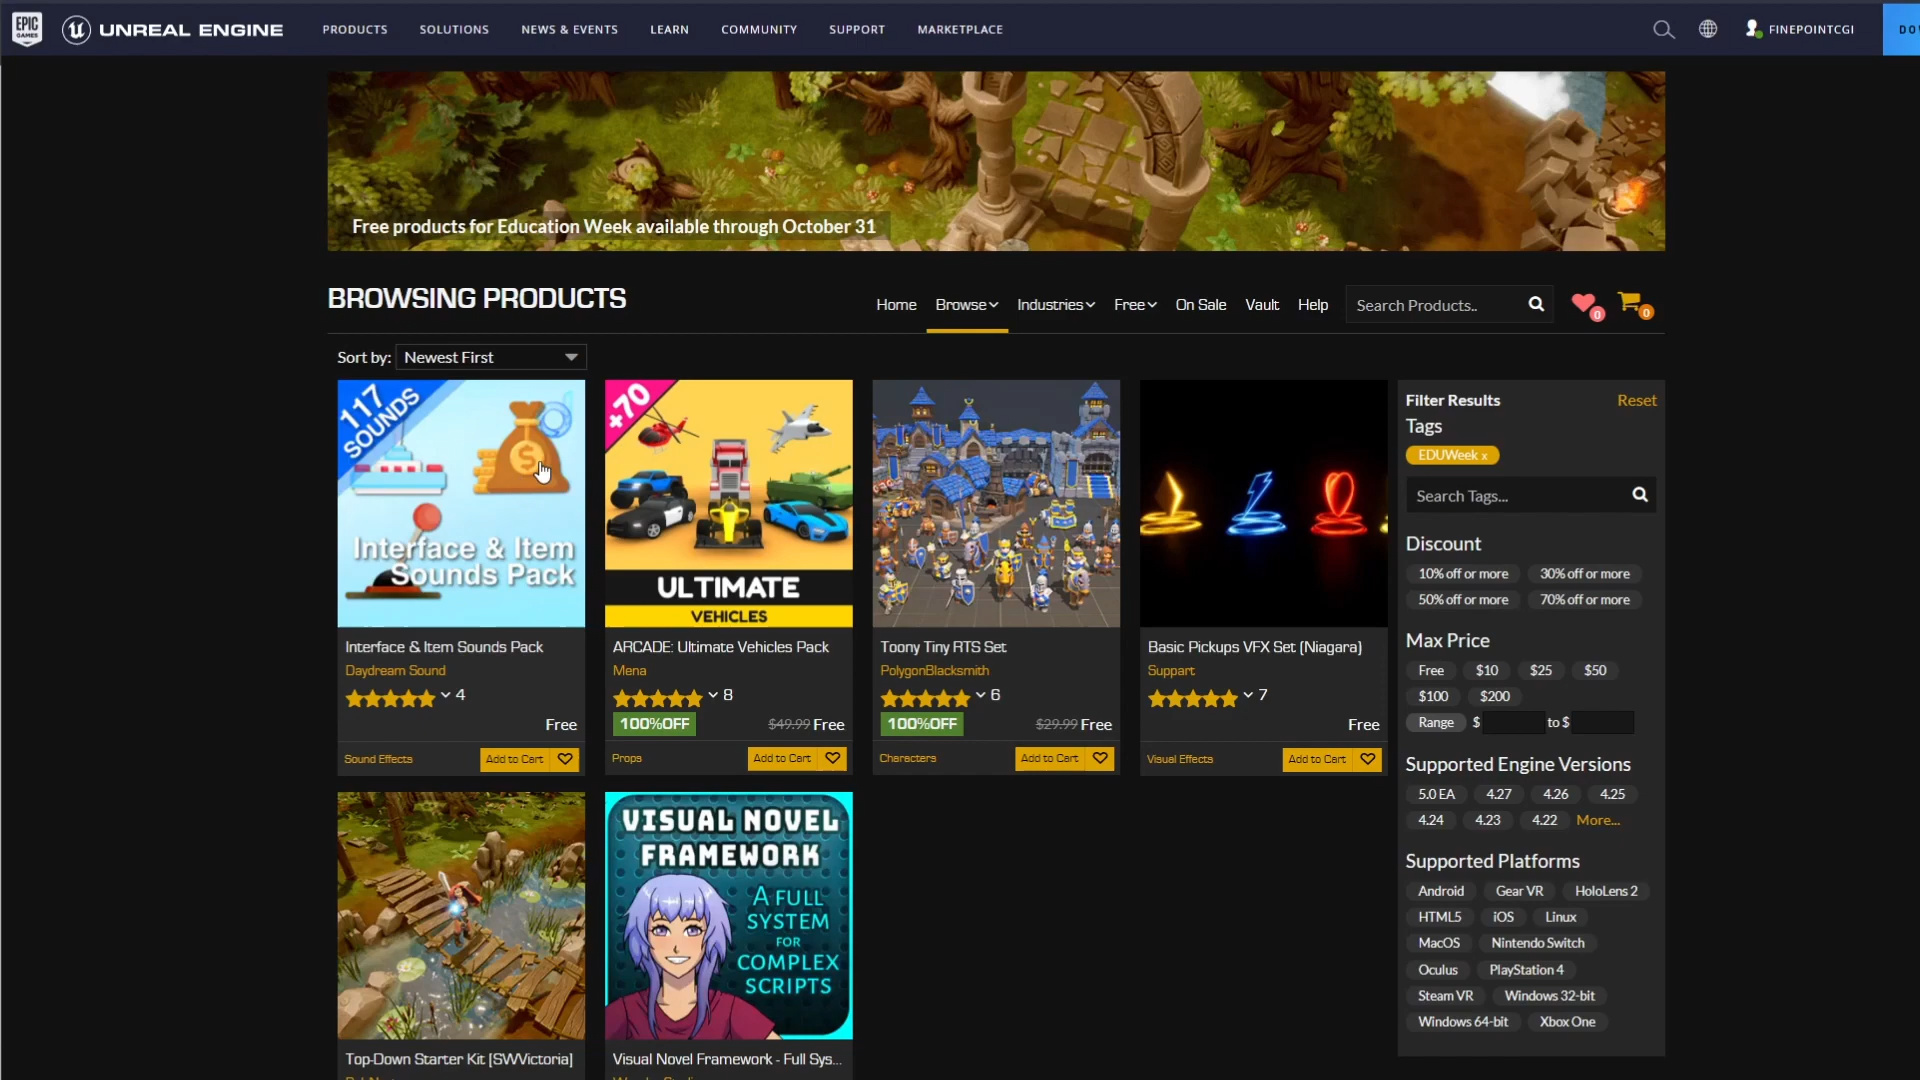 EPIC GAMES
UNREAL ENGINE
PRODUCTS
SOLUTIONS
NEWS & EVENTS
LEARN
COMMUNITY
SUPPORT
MARKETPLACE
FINEPOINTCGI
DO
Free products for Education Week available through October 31
BROWSING PRODUCTS
Home
Browse
Industries
Free
On Sale
Vault
Help
Search Products..
0
0
Sort by: Newest First
117 SOUNDS
Interface & Item
Sounds Pack
+70
ULTIMATE
VEHICLES
Interface & Item Sounds Pack
Daydream Sound
4
Free
Sound Effects
Add to Cart
ARCADE: Ultimate Vehicles Pack
Mena
8
100%OFF
$49.99 Free
Props
Add to Cart
Toony Tiny RTS Set
PolygonBlacksmith
6
100%OFF
$29.99 Free
Characters
Add to Cart
Basic Pickups VFX Set (Niagara)
Suppart
7
Free
Visual Effects
Add to Cart
VISUAL NOVEL
FRAMEWORK
A FULL
SYSTEM
FOR
COMPLEX
SCRIPTS
Top-Down Starter Kit (SWVictoria)
Visual Novel Framework - Full Sys...
Filter Results
Reset
Tags
EDUWeek x
Search Tags...
Discount
10% off or more
30% off or more
50% off or more
70% off or more
Max Price
Free
$10
$25
$50
$100
$200
Range $ to $
Supported Engine Versions
5.0 EA
4.27
4.26
4.25
4.24
4.23
4.22
More...
Supported Platforms
Android
Gear VR
HoloLens 2
HTML5
iOS
Linux
MacOS
Nintendo Switch
Oculus
PlayStation 4
Steam VR
Windows 32-bit
Windows 64-bit
Xbox One